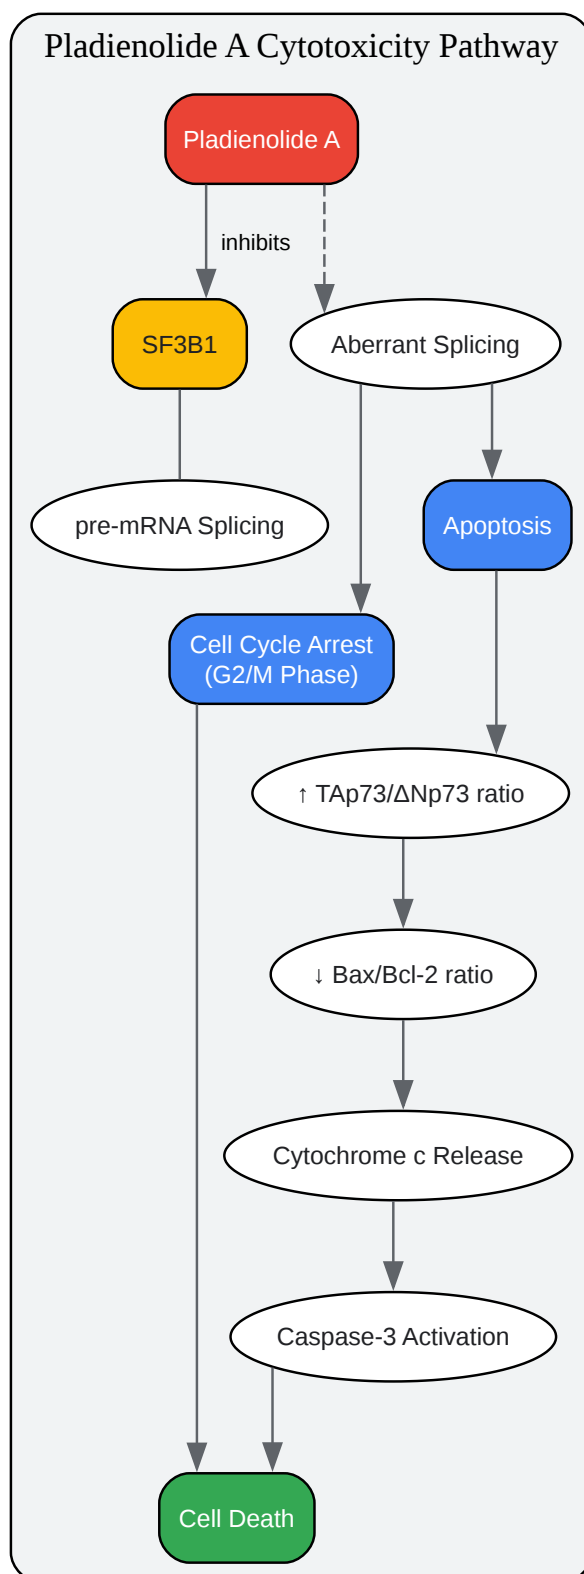 Pladienolide A Cytotoxicity Pathway
Pladienolide A
inhibits
SF3B1
Aberrant Splicing
pre-mRNA Splicing
Apoptosis
Cell Cycle Arrest
(G2/M Phase)
↑ TAp73/ΔNp73 ratio
↓ Bax/Bcl-2 ratio
Cytochrome c Release
Caspase-3 Activation
Cell Death